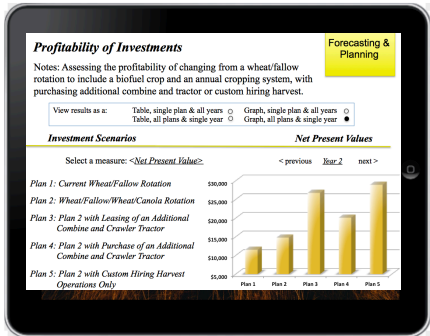 Profitability of Investments
Forecasting &
Planning
Notes: Assessing the profitability of changing from a wheat/fallow
rotation to include a biofuel crop and an annual cropping system, with
purchasing additional combine and tractor or custom hiring harvest.
View results as a: Table, single plan & all years Graph, single plan & all years
Table, all plans & single year Graph, all plans & single year
Investment Scenarios Net Present Values
Select a measure: <Net Present Value> < previous Year 2 next >
Plan 1: Current Wheat/Fallow Rotation
Plan 2: Wheat/Fallow/Wheat/Canola Rotation
Plan 3: Plan 2 with Leasing of an Additional
Combine and Crawler Tractor
Plan 4: Plan 2 with Purchase of an Additional
Combine and Crawler Tractor
Plan 5: Plan 2 with Custom Hiring Harvest
Operations Only
$30,000
$25,000
$20,000
$15,000
$10,000
$5,000
Plan 1 Plan 2 Plan 3 Plan 4 Plan 5